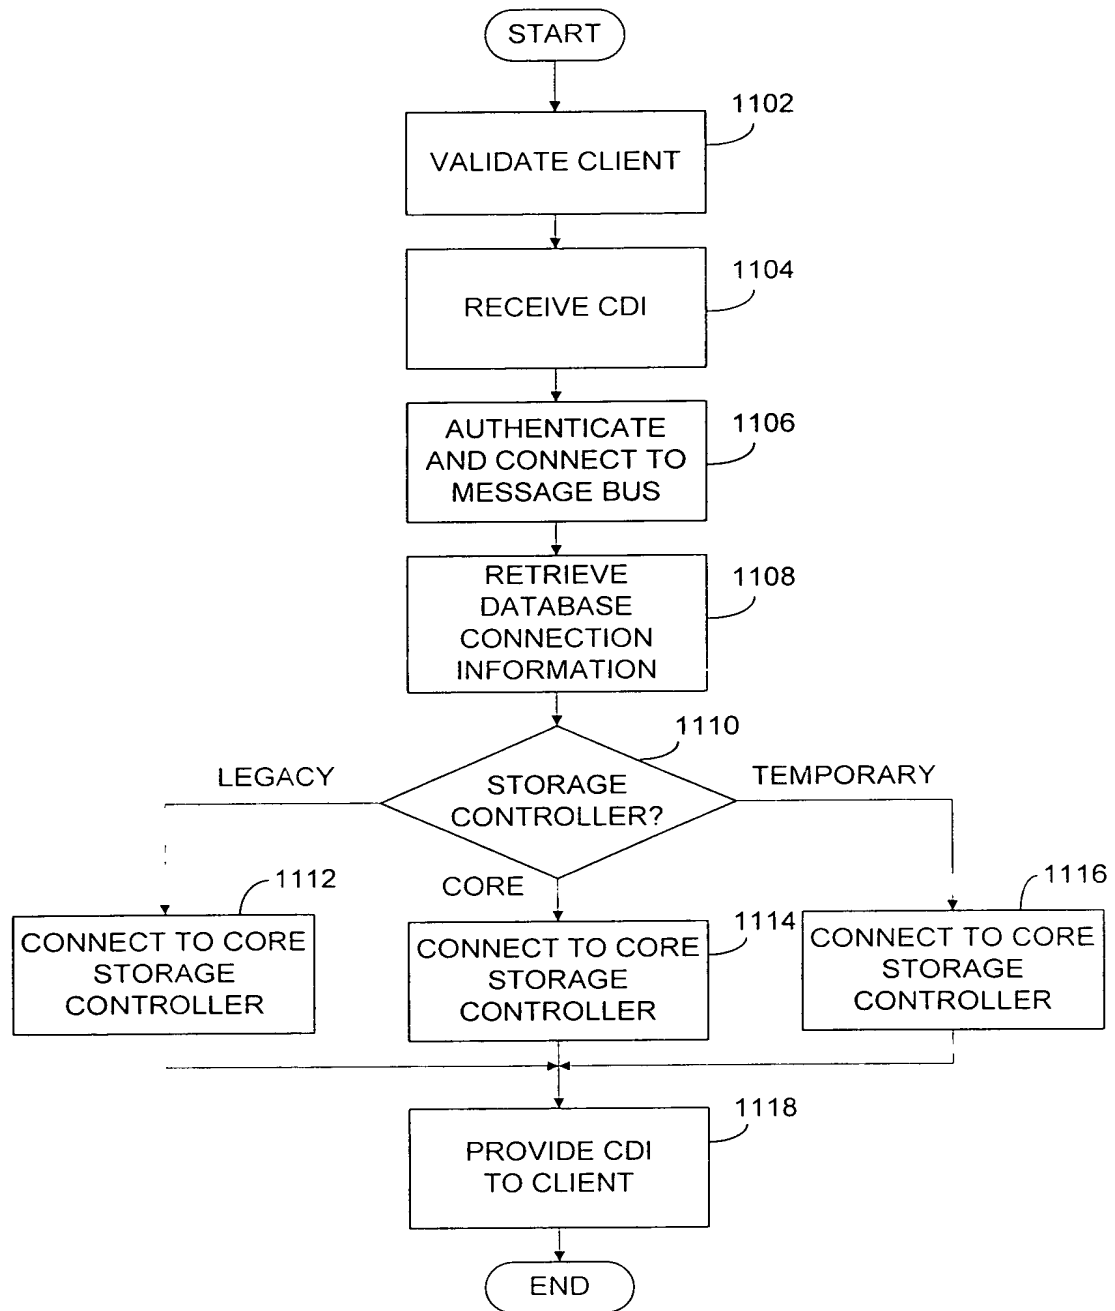 START
1102
VALIDATE CLIENT
1104
RECEIVE CDI
1106
AUTHENTICATE
AND CONNECT TO
MESSAGE BUS
1108
RETRIEVE
DATABASE
CONNECTION
INFORMATION
1110
LEGACY
STORAGE
CONTROLLER?
TEMPORARY
CORE
1112
CONNECT TO CORE
STORAGE
CONTROLLER
1114
CONNECT TO CORE
STORAGE
CONTROLLER
1116
CONNECT TO CORE
STORAGE
CONTROLLER
1118
PROVIDE CDI
TO CLIENT
END